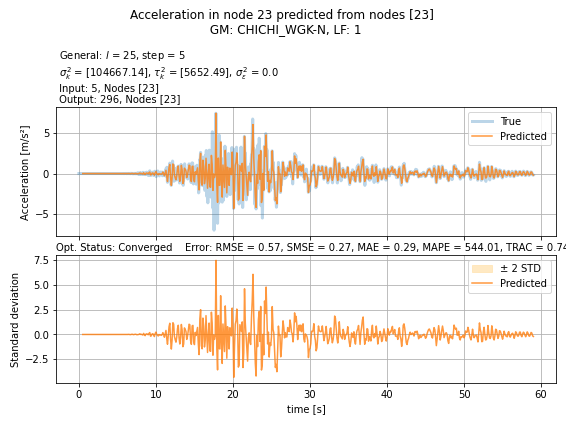 Acceleration in node 23 predicted from nodes [23]
GM: CHICHI_WGK-N, LF: 1
General: l = 25, step = 5
σ²ₖ = [104667.14], τ²ₖ = [5652.49], σ²ε = 0.0
Input: 5, Nodes [23]
Output: 296, Nodes [23]
Acceleration [m/s²]
5
0
−5
True
Predicted
Opt. Status: Converged Error: RMSE = 0.57, SMSE = 0.27, MAE = 0.29, MAPE = 544.01, TRAC = 0.74
Standard deviation
7.5
5.0
2.5
0.0
−2.5
± 2 STD
Predicted
0 10 20 30 40 50 60
time [s]